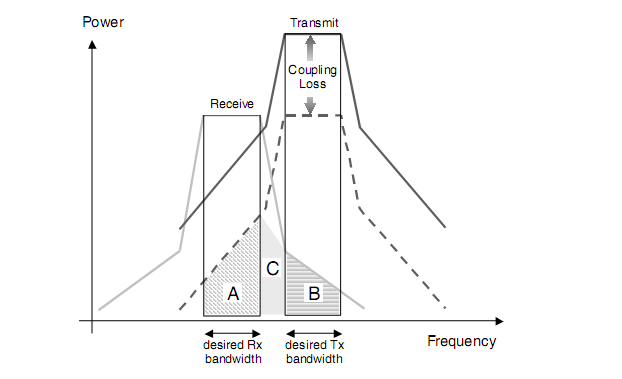 Power
Transmit
Coupling
Loss
Receive
C
A
B
desired Rx
bandwidth
desired Tx
bandwidth
Frequency